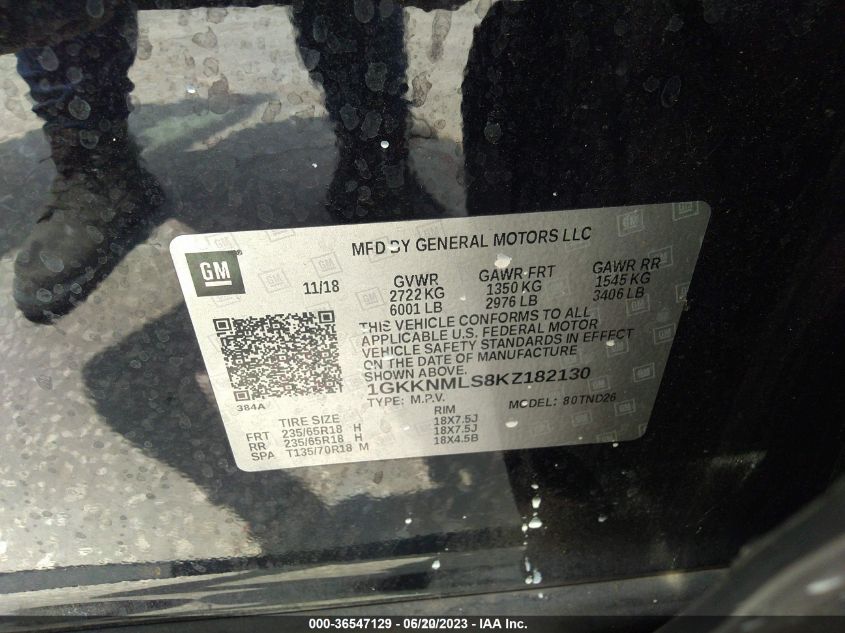 MFD BY GENERAL MOTORS LLC
GM
11/18
GVWR GAWR FRT GAWR RR
2722 KG 1350 KG 1545 KG
6001 LB 2976 LB 3406 LB
THIS VEHICLE CONFORMS TO ALL
APPLICABLE U.S. FEDERAL MOTOR
VEHICLE SAFETY STANDARDS IN EFFECT
ON THE DATE OF MANUFACTURE
SHOWN ABOVE.
1GKKNMLS8KZ182130
384A
TYPE: M.P.V. MODEL: 80TND26
TIRE SIZE RIM
FRT 235/65R18 H 18X7.5J
RR 235/65R18 H 18X7.5J
SPA T135/70R18 M 18X4.5B
000-36547129 - 06/20/2023 - IAA Inc.